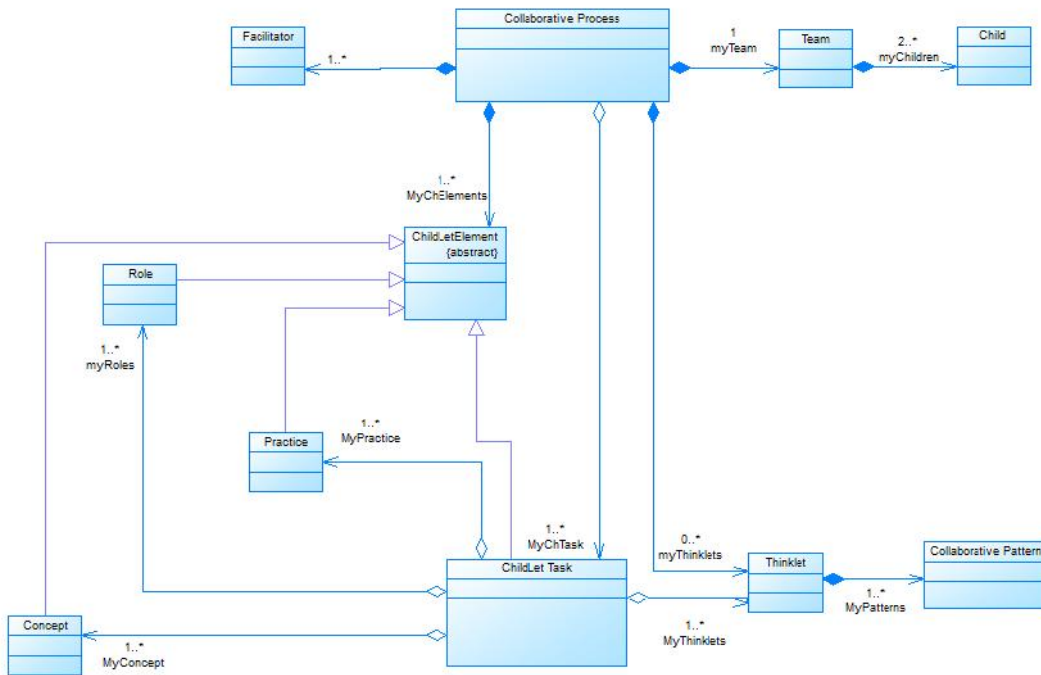 Collaborative Process
Facilitator
1..*
1
myTeam
Team
2..*
myChildren
Child
1..*
MyChElements
ChildLetElement
{abstract}
Role
1..*
myRoles
Practice
1..*
MyPractice
1..*
MyChTask
0..*
myThinklets
ChildLet Task
Thinklet
Collaborative Pattern
1..*
MyPatterns
1..*
MyThinklets
Concept
1..*
MyConcept